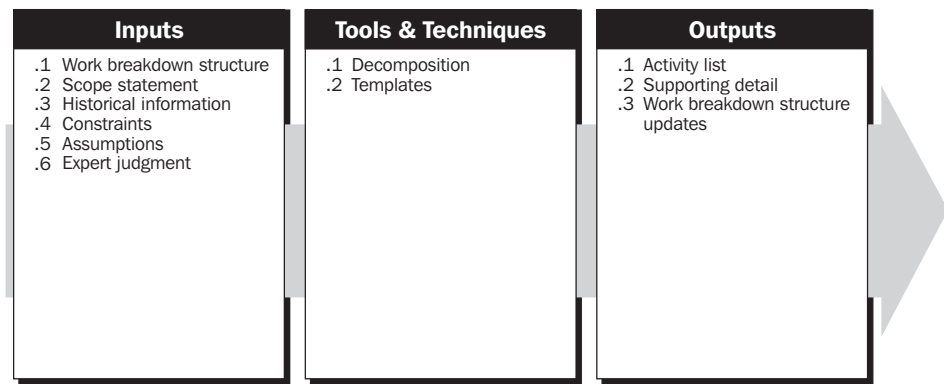 Inputs
.1 Work breakdown structure
.2 Scope statement
.3 Historical information
.4 Constraints
.5 Assumptions
.6 Expert judgment
Tools & Techniques
.1 Decomposition
.2 Templates
Outputs
.1 Activity list
.2 Supporting detail
.3 Work breakdown structure
updates